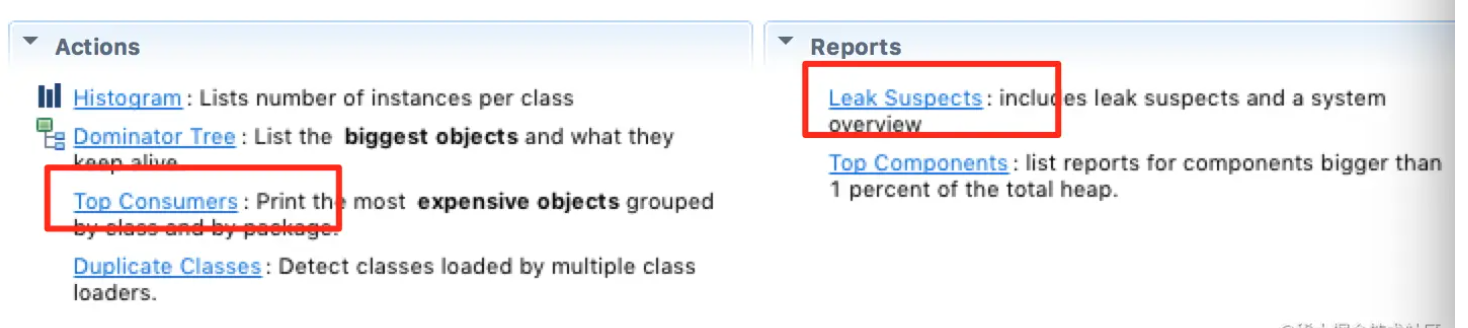 Actions
Histogram : Lists number of instances per class
Dominator Tree : List the biggest objects and what they
keep alive.
Top Consumers : Print the most expensive objects grouped
by class and by package.
Duplicate Classes : Detect classes loaded by multiple class
loaders.
Reports
Leak Suspects : includes leak suspects and a system
overview
Top Components : list reports for components bigger than
1 percent of the total heap.